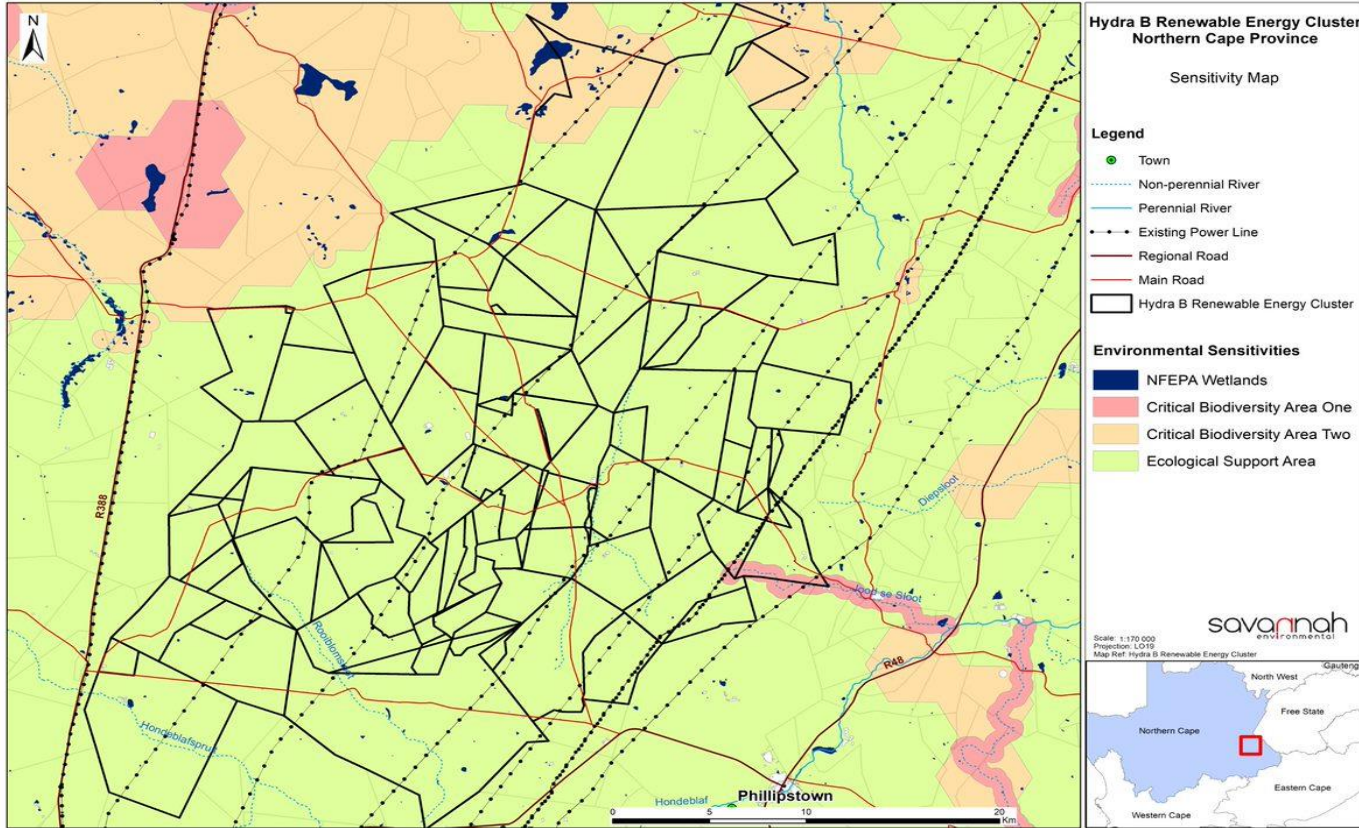 N
R388
Rooiblomspruit
Hondeblafspruit
Diepsloot
Jood se Sloot
R48
Hondeblaf
Phillipstown
0 5 10 20
Km
Hydra B Renewable Energy Cluster
Northern Cape Province
Sensitivity Map
Legend
Town
Non-perennial River
Perennial River
Existing Power Line
Regional Road
Main Road
Hydra B Renewable Energy Cluster
Environmental Sensitivities
NFEPA Wetlands
Critical Biodiversity Area One
Critical Biodiversity Area Two
Ecological Support Area
savannah
environmental
Scale: 1:170 000
Projection: LO19
Map Ref: Hydra B Renewable Energy Cluster
Gauteng
North West
Free State
Northern Cape
Eastern Cape
Western Cape